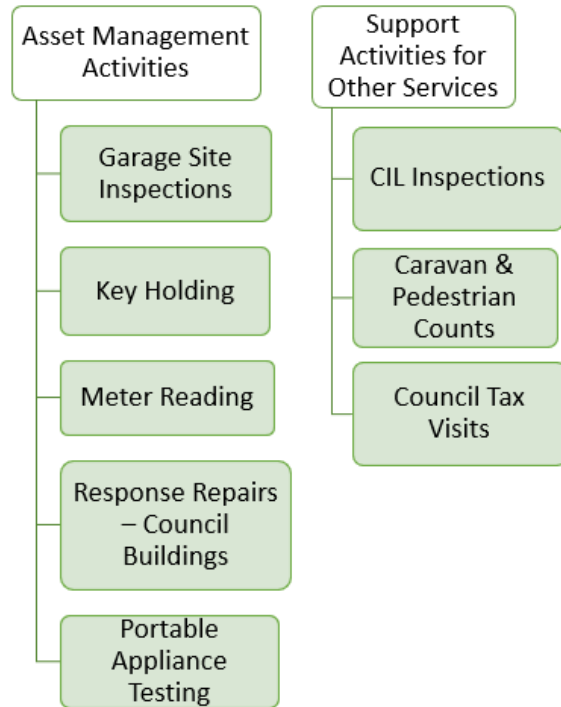 Asset Management
Activities
Garage Site
Inspections
Key Holding
Meter Reading
Response Repairs
– Council
Buildings
Portable
Appliance
Testing
Support
Activities for
Other Services
CIL Inspections
Caravan &
Pedestrian
Counts
Council Tax
Visits